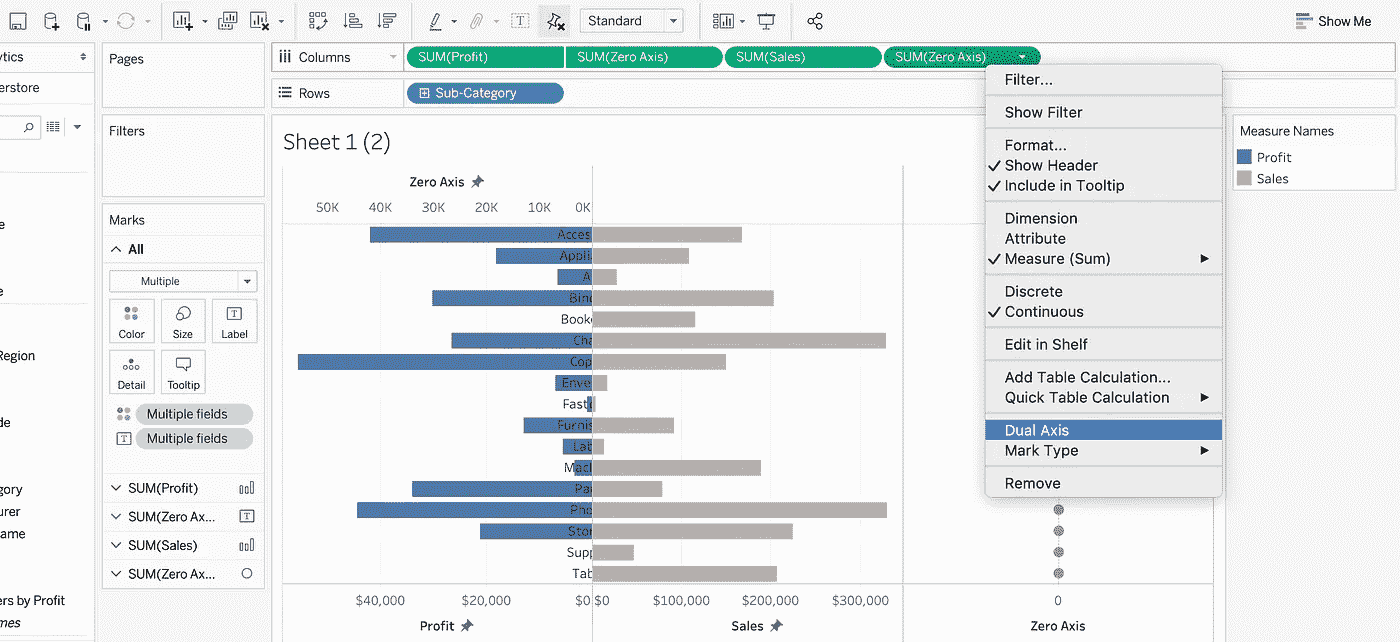 Standard
Show Me
ytics
Pages
Columns
SUM(Profit)
SUM(Zero Axis)
SUM(Sales)
SUM(Zero Axis)
erstore
Rows
Sub-Category
Filters
Sheet 1 (2)
Filter...
Show Filter
Format...
Show Header
Include in Tooltip
Dimension
Attribute
Measure (Sum)
Discrete
Continuous
Edit in Shelf
Add Table Calculation...
Quick Table Calculation
Dual Axis
Mark Type
Remove
Measure Names
Profit
Sales
Marks
All
Multiple
Color
Size
Label
Detail
Tooltip
Multiple fields
Multiple fields
SUM(Profit)
SUM(Zero Ax...
SUM(Sales)
SUM(Zero Ax...
e
e
Region
de
gory
urer
ame
ers by Profit
mes
Zero Axis
50K 40K 30K 20K 10K 0K
Acces
Appli
A
Bin
Book
Cha
Cop
Enve
Fast
Furnis
Lab
Mach
Pa
Pho
Stor
Supp
Tab
$40,000 $20,000 $0 $0 $100,000 $200,000 $300,000 0
Profit Sales Zero Axis